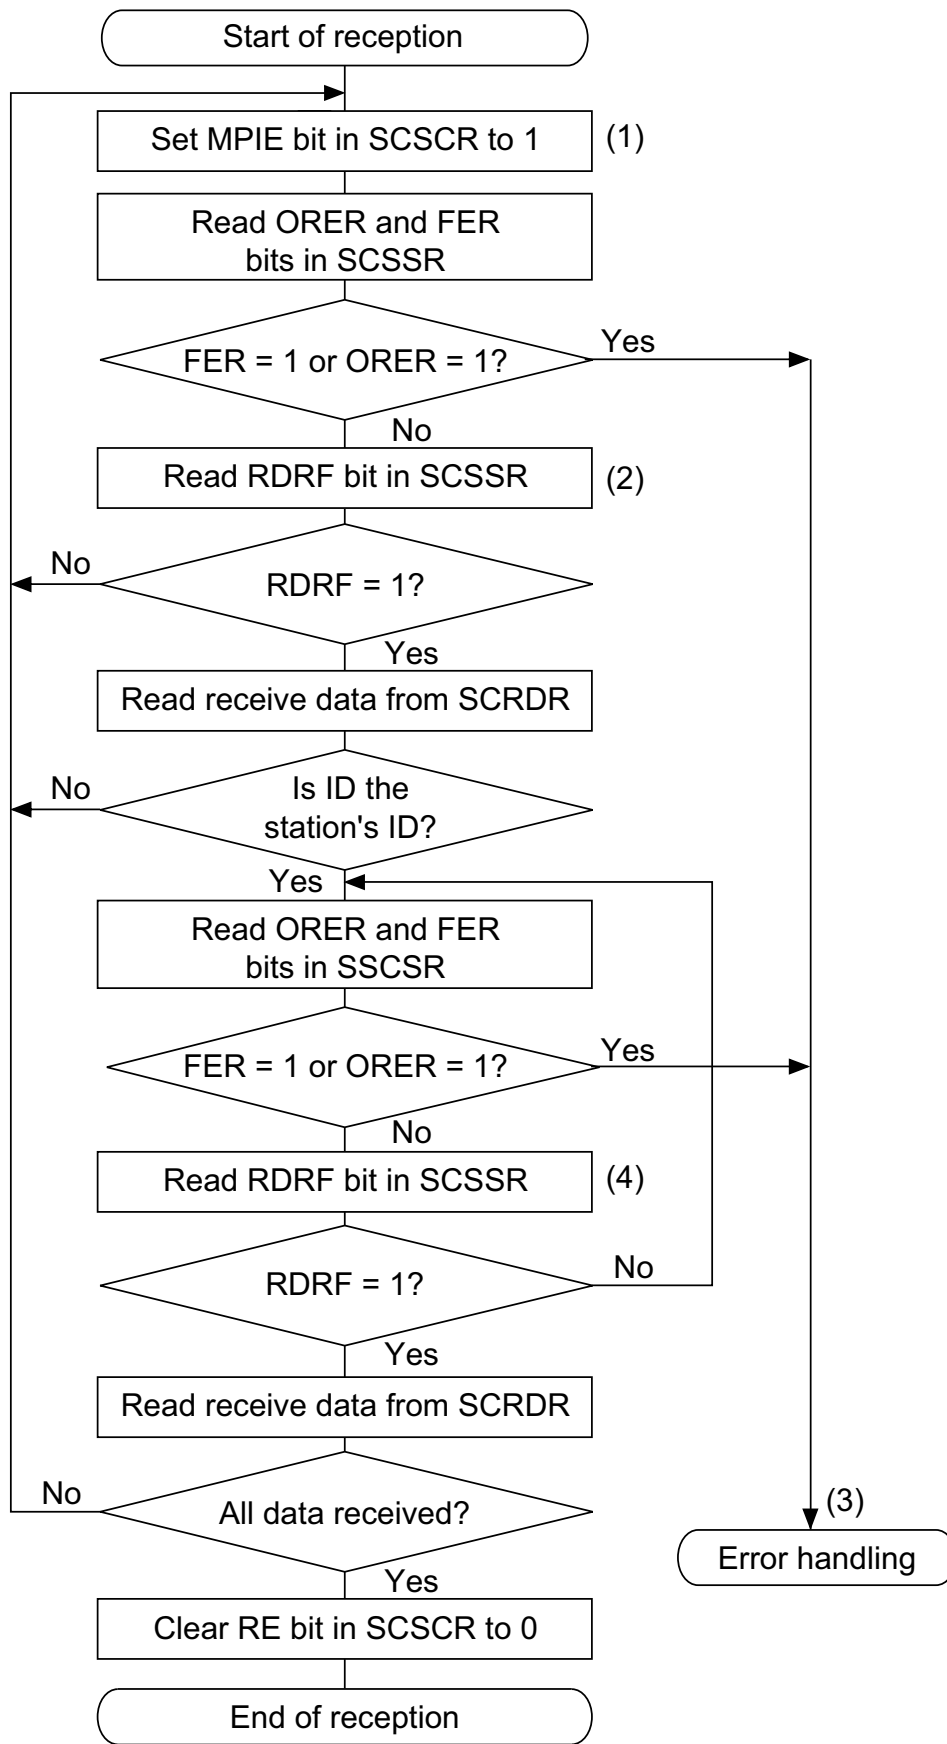 Start of reception
Set MPIE bit in SCSCR to 1
(1)
Read ORER and FER
bits in SCSSR
FER = 1 or ORER = 1?
Yes
No
Read RDRF bit in SCSSR
(2)
No
RDRF = 1?
Yes
Read receive data from SCRDR
No
Is ID the
station's ID?
Yes
Read ORER and FER
bits in SSCSR
FER = 1 or ORER = 1?
Yes
No
Read RDRF bit in SCSSR
(4)
RDRF = 1?
No
Yes
Read receive data from SCRDR
No
All data received?
(3)
Error handling
Yes
Clear RE bit in SCSCR to 0
End of reception